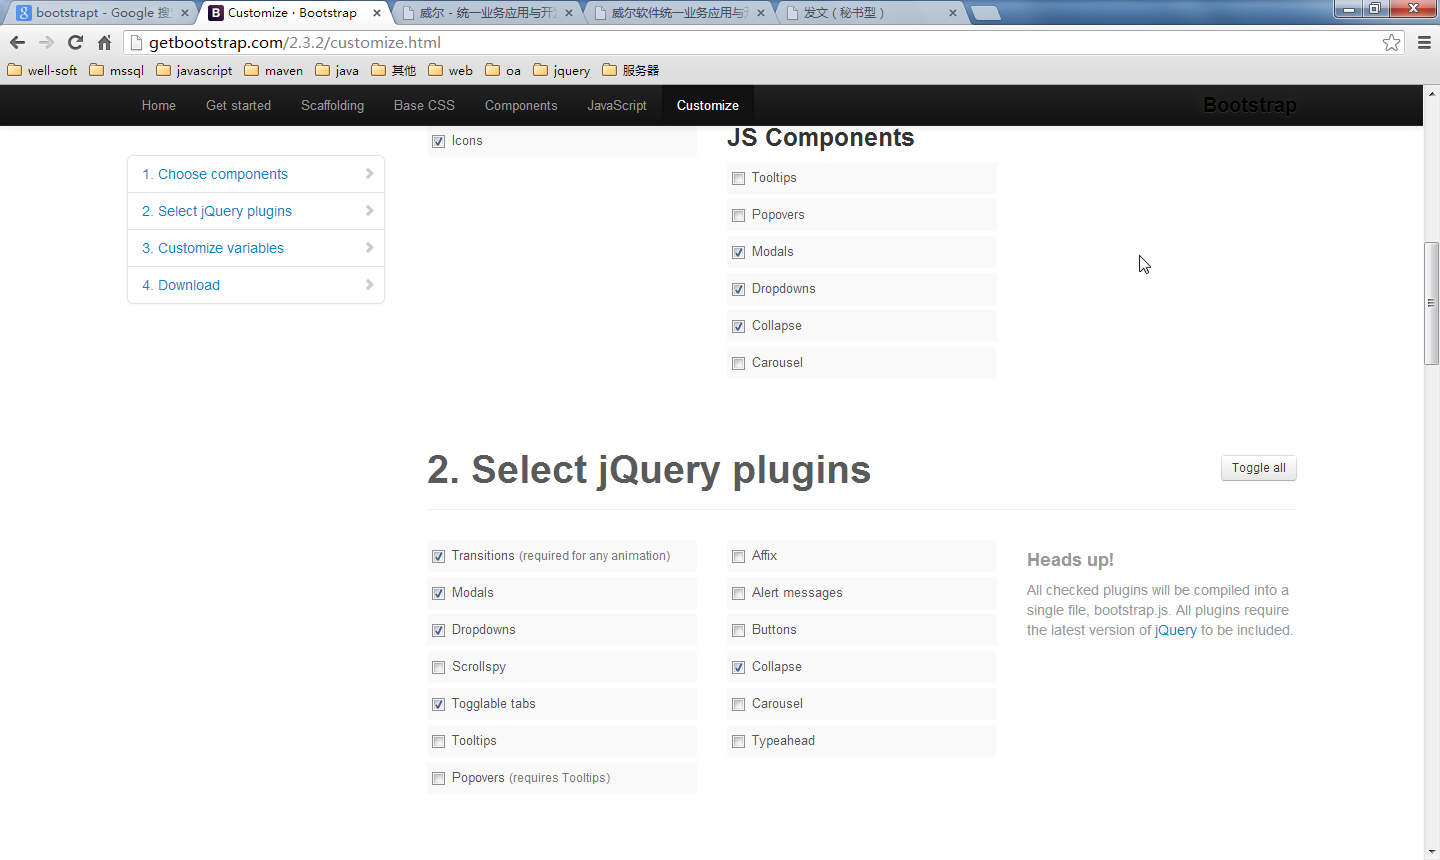 bootstrapt - Google 搜
Customize · Bootstrap
威尔 - 统一业务应用与开
威尔软件统一业务应用与
发文（秘书型）
getbootstrap.com/2.3.2/customize.html
well-soft
mssql
javascript
maven
java
其他
web
oa
jquery
服务器
Home
Get started
Scaffolding
Base CSS
Components
JavaScript
Customize
Bootstrap
1. Choose components
2. Select jQuery plugins
3. Customize variables
4. Download
Icons
JS Components
Tooltips
Popovers
Modals
Dropdowns
Collapse
Carousel
2. Select jQuery plugins
Toggle all
Transitions (required for any animation)
Modals
Dropdowns
Scrollspy
Togglable tabs
Tooltips
Popovers (requires Tooltips)
Affix
Alert messages
Buttons
Collapse
Carousel
Typeahead
Heads up!
All checked plugins will be compiled into a
single file, bootstrap.js. All plugins require
the latest version of jQuery to be included.